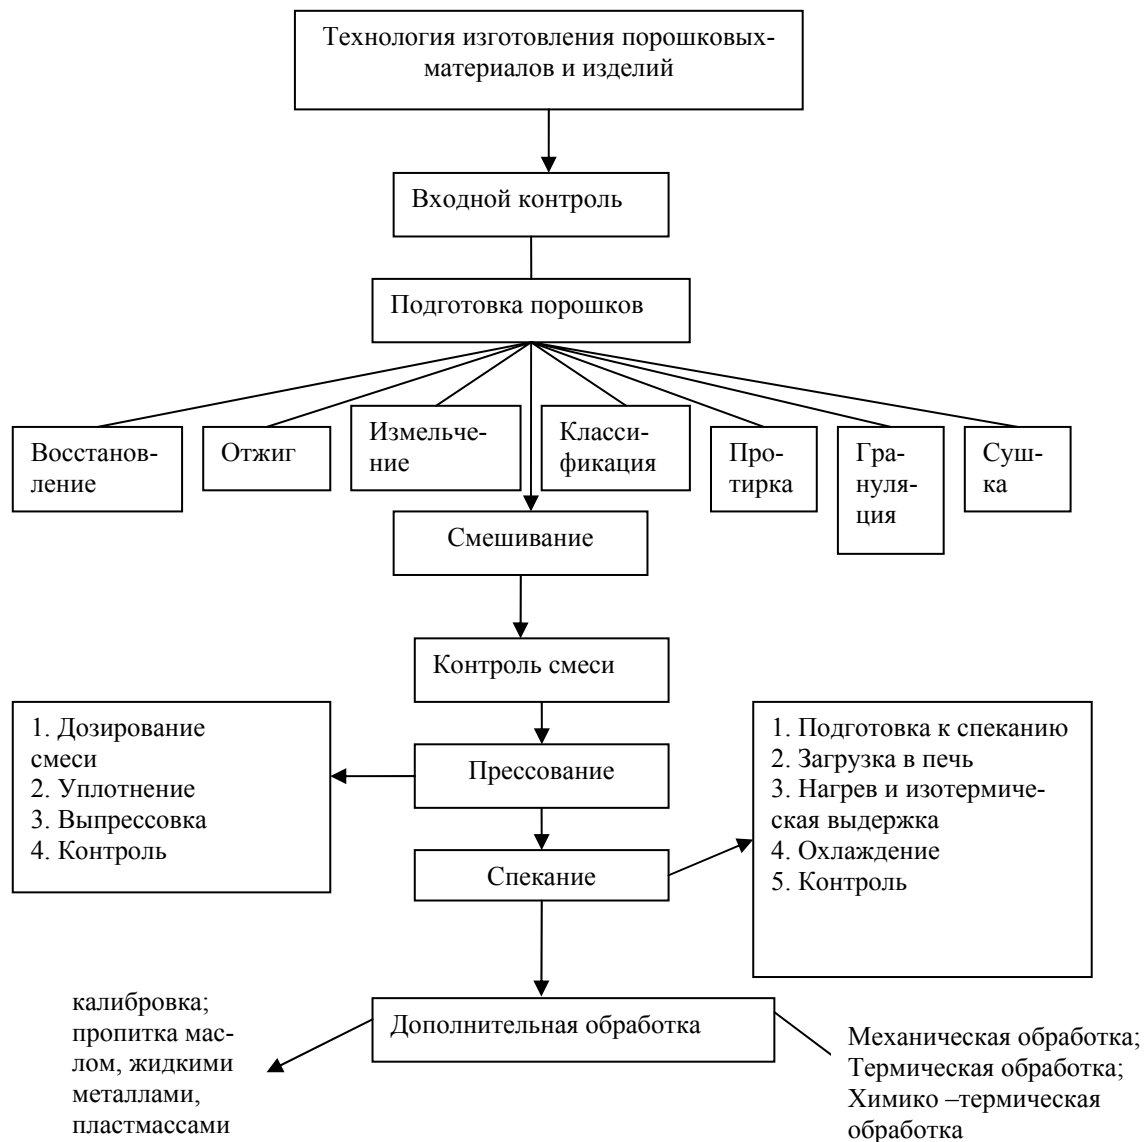 Технология изготовления порошковых-
материалов и изделий
Входной контроль
Подготовка порошков
Восстанов-
ление
Отжиг
Измельче-
ние
Класси-
фикация
Про-
тирка
Гра-
нуля-
ция
Суш-
ка
Смешивание
Контроль смеси
1. Дозирование
смеси
2. Уплотнение
3. Выпрессовка
4. Контроль
Прессование
1. Подготовка к спеканию
2. Загрузка в печь
3. Нагрев и изотермиче-
ская выдержка
4. Охлаждение
5. Контроль
Спекание
калибровка;
пропитка мас-
лом, жидкими
металлами,
пластмассами
Дополнительная обработка
Механическая обработка;
Термическая обработка;
Химико –термическая
обработка